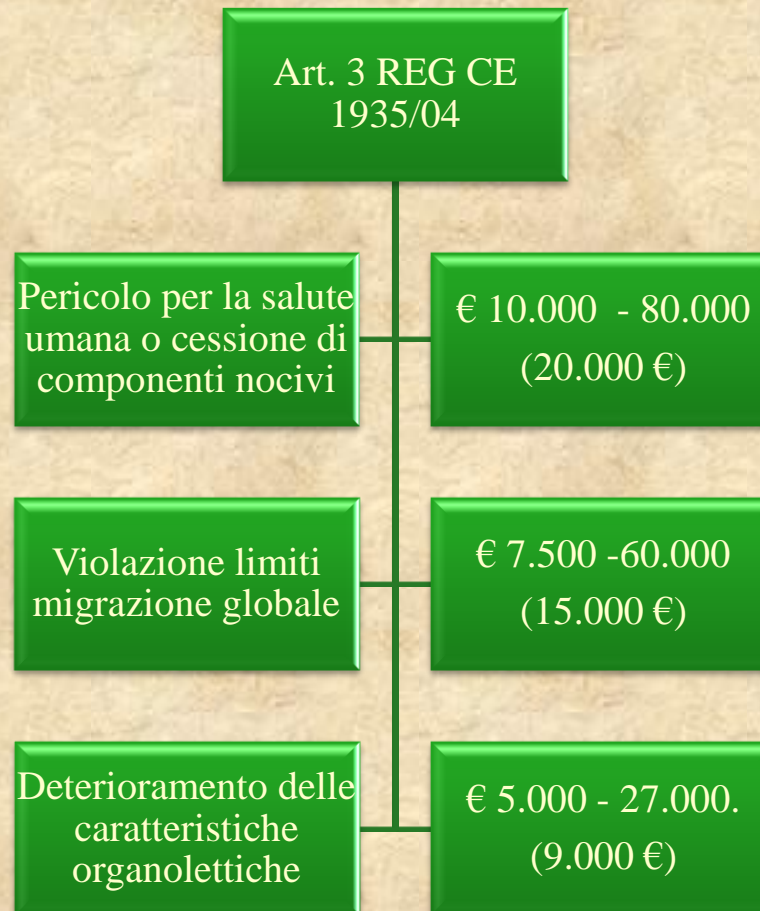 Art. 3 REG CE
1935/04
Pericolo per la salute
umana o cessione di
componenti nocivi
€ 10.000 - 80.000
(20.000 €)
Violazione limiti
migrazione globale
€ 7.500 -60.000
(15.000 €)
Deterioramento delle
caratteristiche
organolettiche
€ 5.000 - 27.000.
(9.000 €)